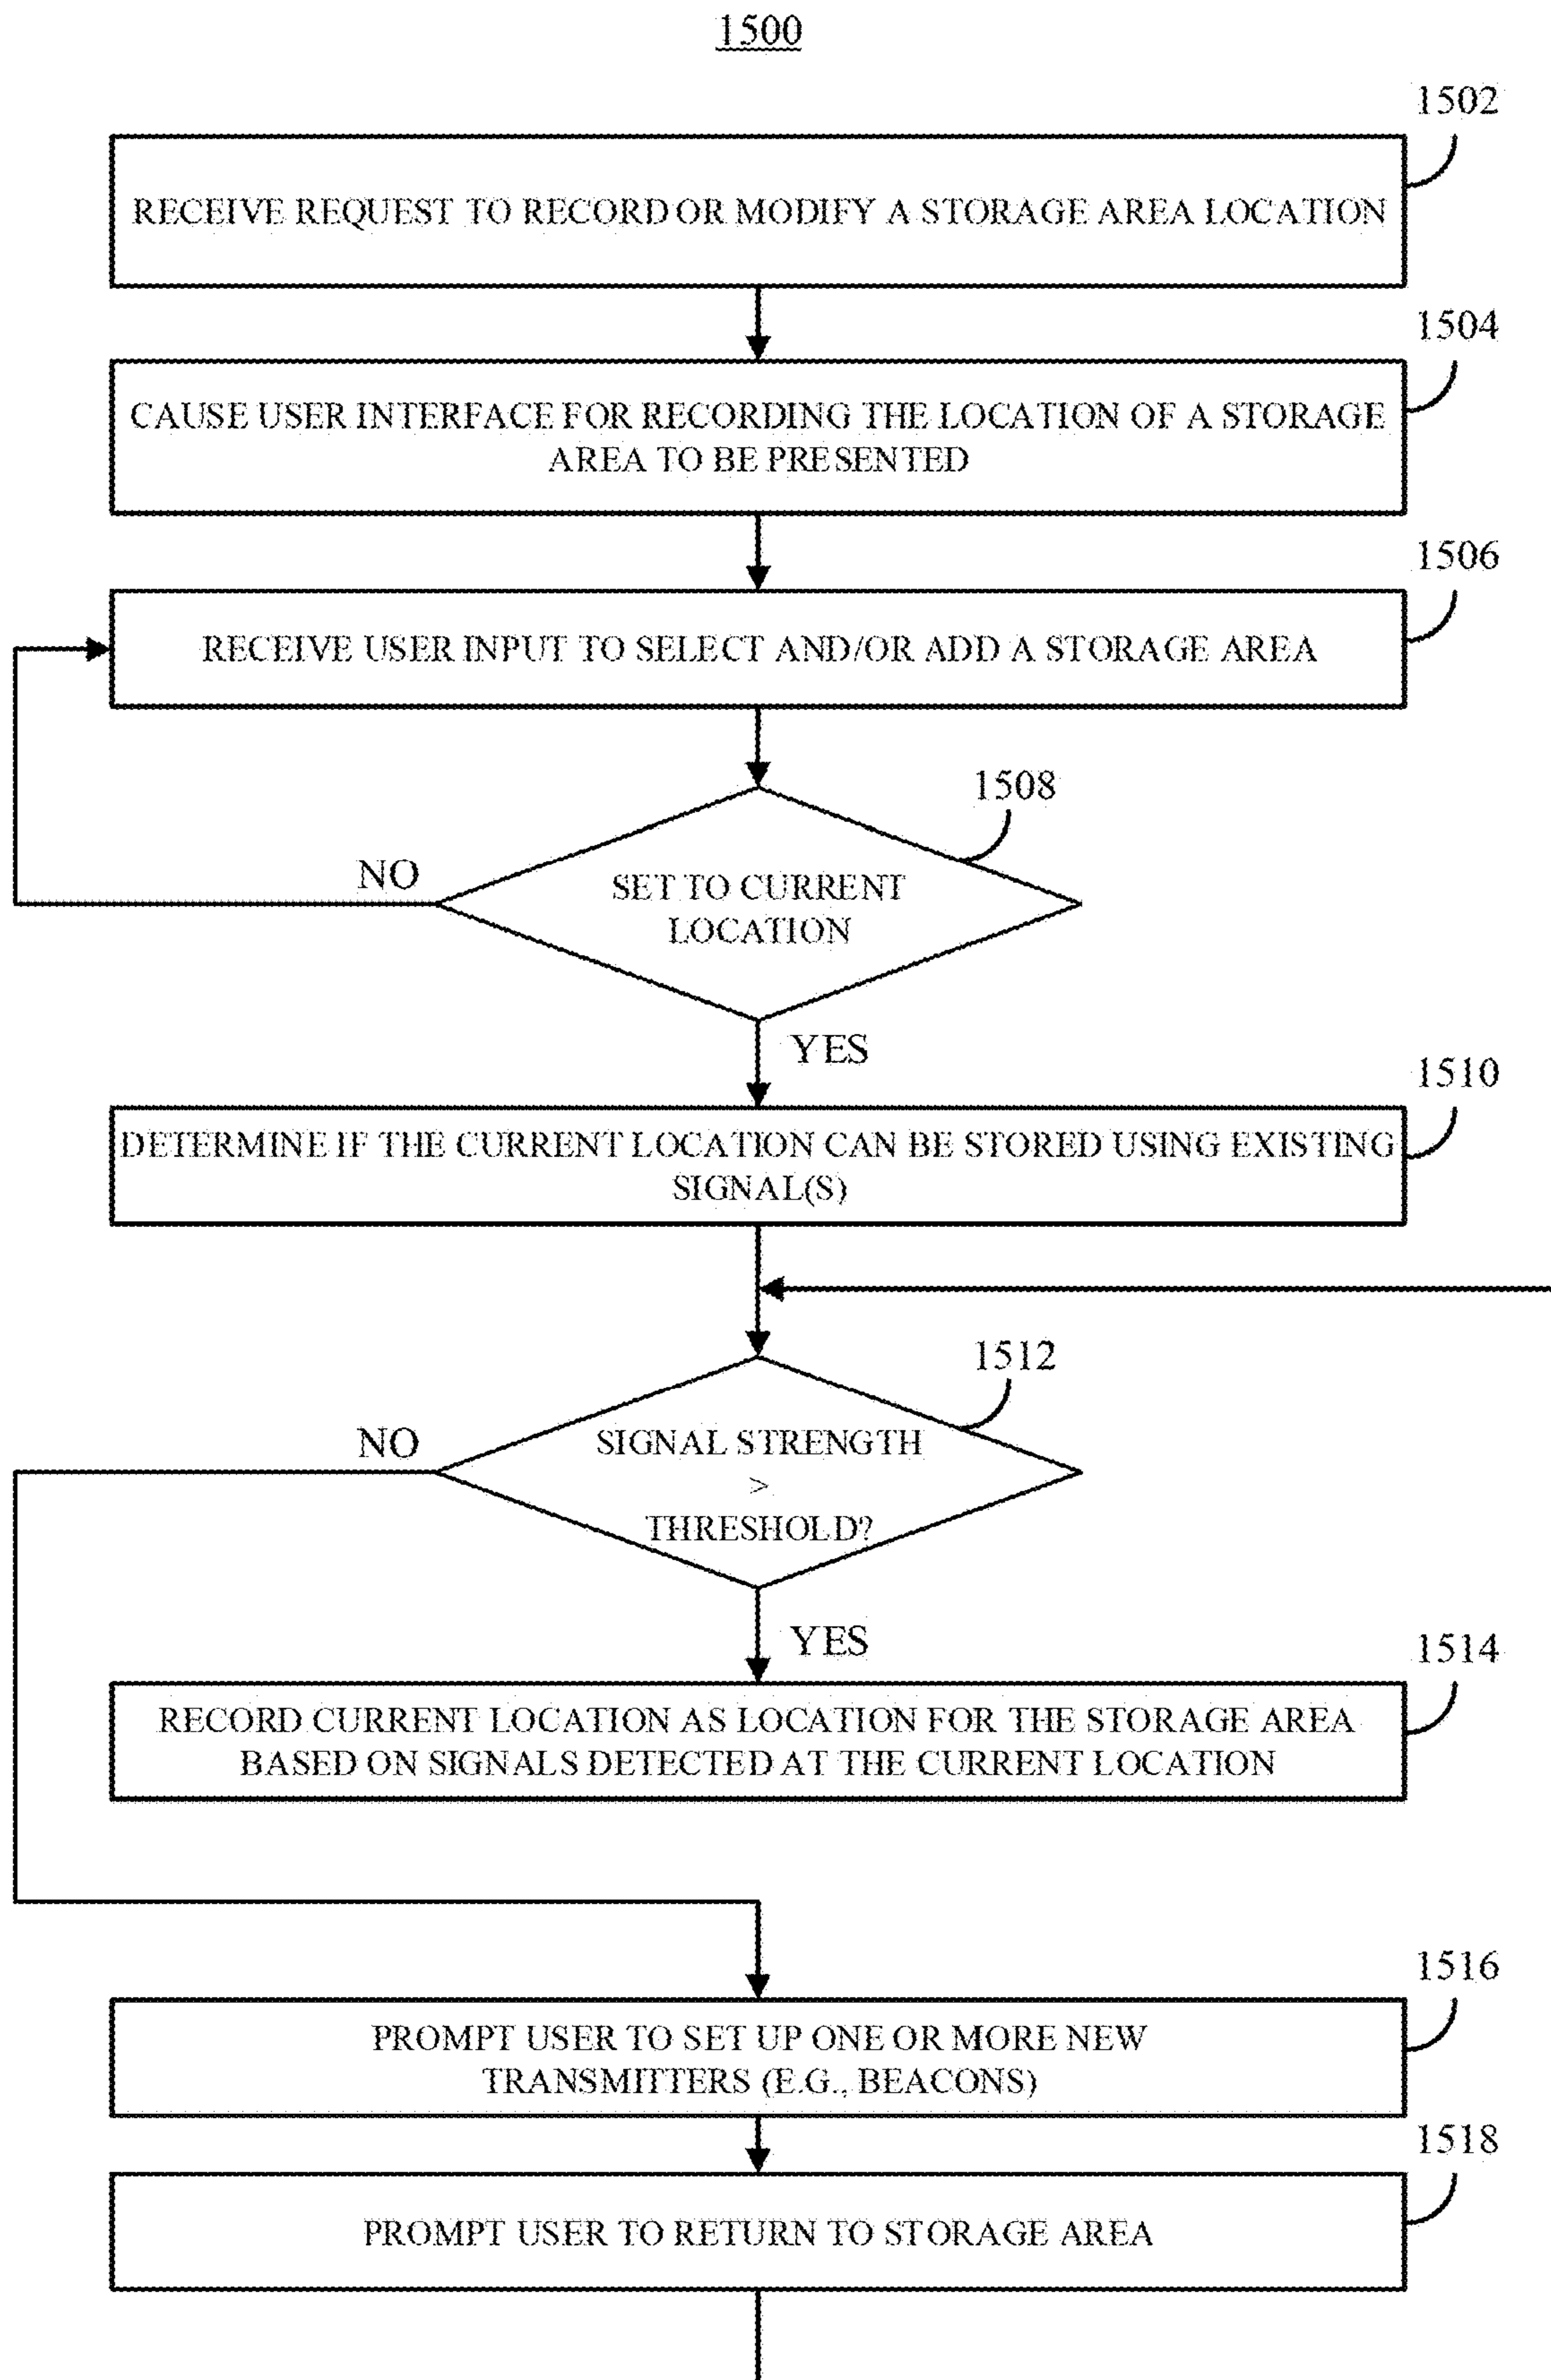 1500
1502
RECEIVE REQUEST TO RECORD OR MODIFY A STORAGE AREA LOCATION
1504
CAUSE USER INTERFACE FOR RECORDING THE LOCATION OF A STORAGE
AREA TO BE PRESENTED
1506
RECEIVE USER INPUT TO SELECT AND/OR ADD A STORAGE AREA
1508
NO
SET TO CURRENT
LOCATION
YES
1510
DETERMINE IF THE CURRENT LOCATION CAN BE STORED USING EXISTING
SIGNAL(S)
1512
NO
SIGNAL STRENGTH
>
THRESHOLD?
YES
1514
RECORD CURRENT LOCATION AS LOCATION FOR THE STORAGE AREA
BASED ON SIGNALS DETECTED AT THE CURRENT LOCATION
1516
PROMPT USER TO SET UP ONE OR MORE NEW
TRANSMITTERS (E.G., BEACONS)
1518
PROMPT USER TO RETURN TO STORAGE AREA